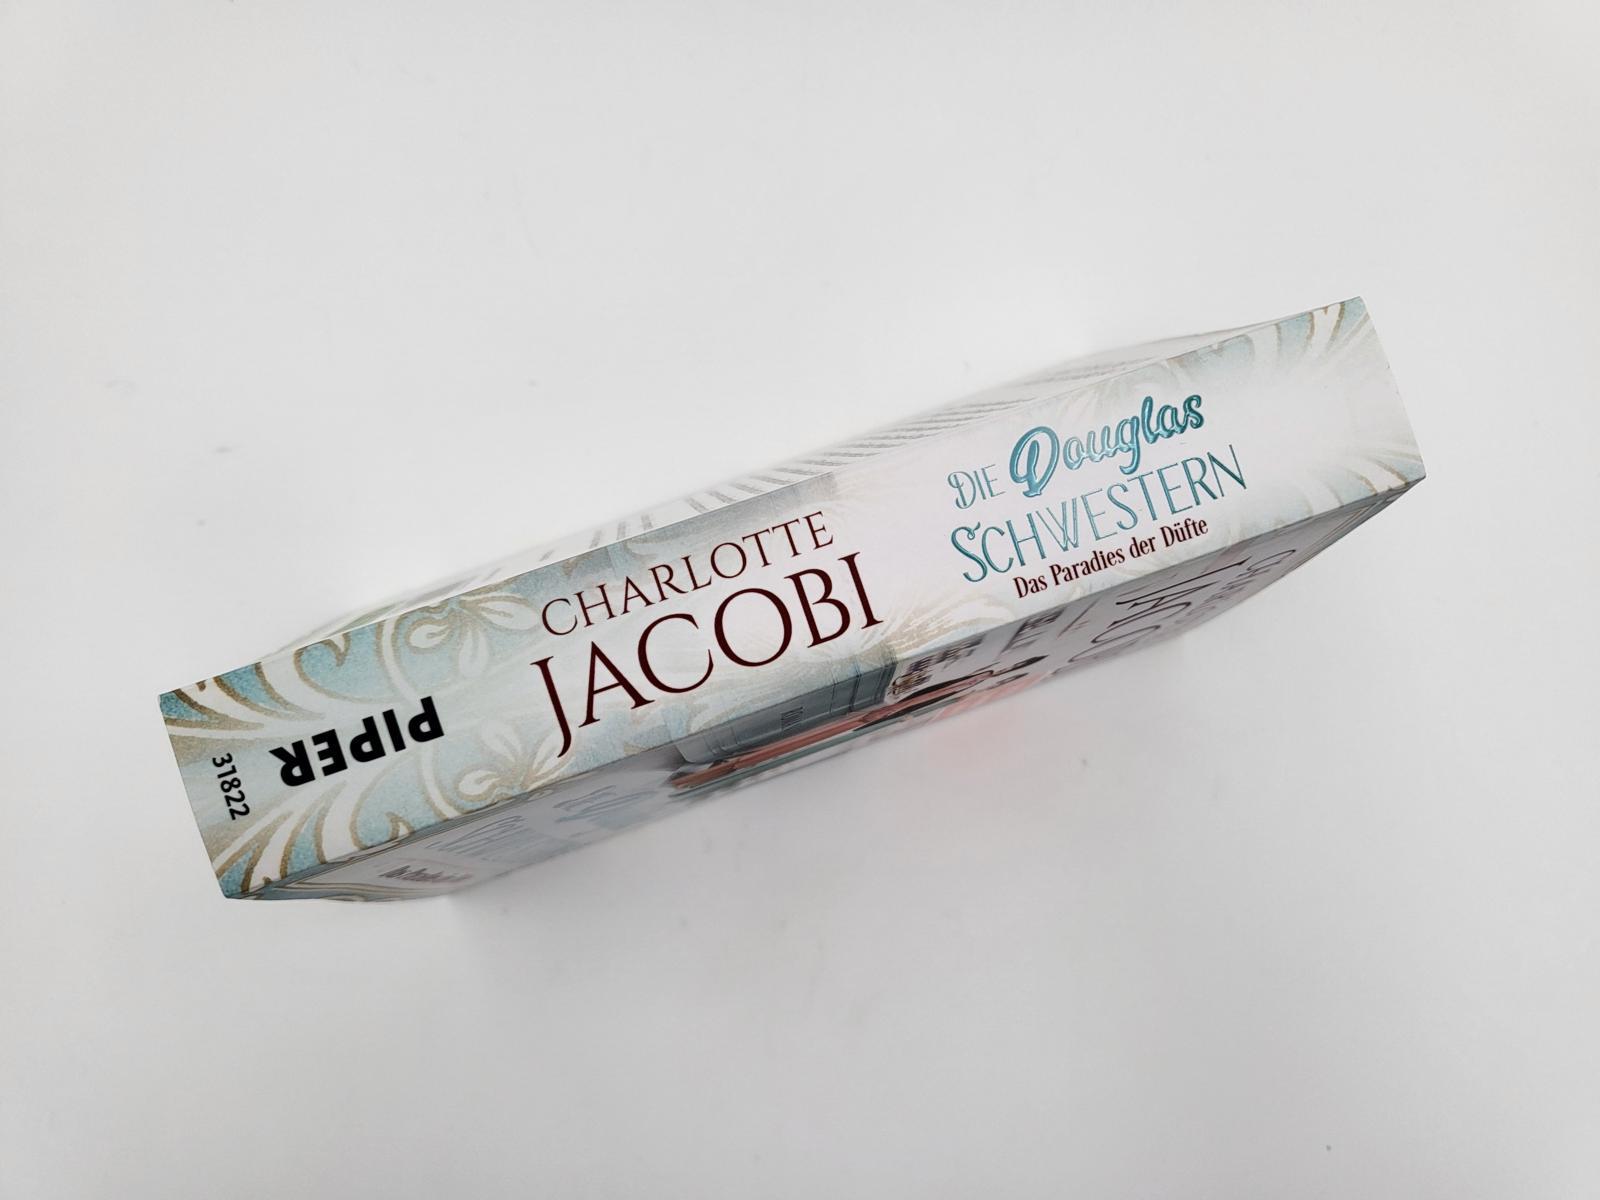 CHARLOTTE
JACOBI
DIE Douglas
SCHWESTERN
Das Paradies der Düfte
PIPER
31822